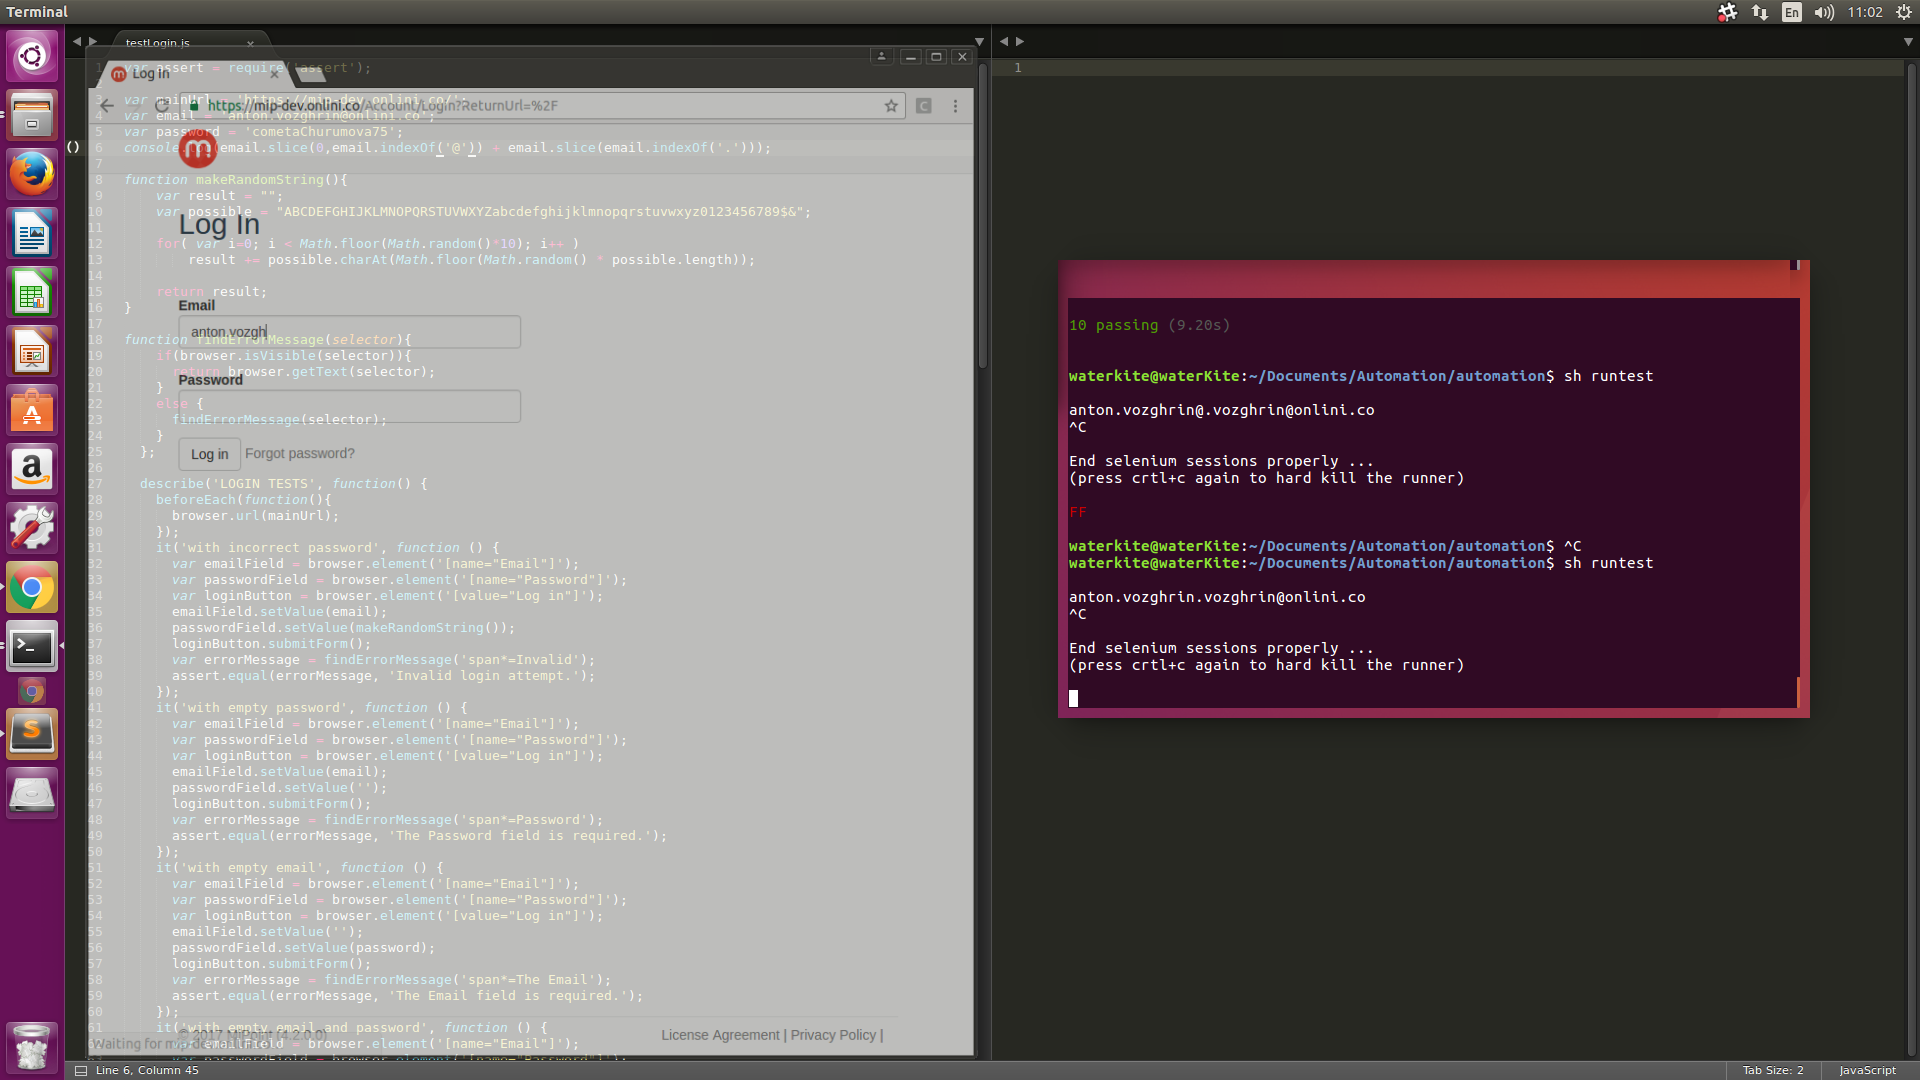 Terminal
En
11:02
testLogin.js
Log In
https://mip-dev.onlini.co/Account/Login?ReturnUrl=%2F
1 var assert = require('assert');
2
3 var mainUrl = 'https://mip-dev.onlini.co/';
4 var email = 'anton.vozghrin@onlini.co';
5 var password = 'cometaChurumova75';
6 console.log(email.slice(0,email.indexOf('@')) + email.slice(email.indexOf('.')));
7
8 function makeRandomString(){
9 var result = "";
10 var possible = "ABCDEFGHIJKLMNOPQRSTUVWXYZabcdefghijklmnopqrstuvwxyz0123456789$&";
11
12 for( var i=0; i < Math.floor(Math.random()*10); i++ )
13 result += possible.charAt(Math.floor(Math.random() * possible.length));
14
15 return result;
16 }
17
18 function findErrorMessage(selector){
19 if(browser.isVisible(selector)){
20 return browser.getText(selector);
21 }
22 else {
23 findErrorMessage(selector);
24 }
25 };
26
27 describe('LOGIN TESTS', function() {
28 beforeEach(function(){
29 browser.url(mainUrl);
30 });
31 it('with incorrect password', function () {
32 var emailField = browser.element('[name="Email"]');
33 var passwordField = browser.element('[name="Password"]');
34 var loginButton = browser.element('[value="Log in"]');
35 emailField.setValue(email);
36 passwordField.setValue(makeRandomString());
37 loginButton.submitForm();
38 var errorMessage = findErrorMessage('span*=Invalid');
39 assert.equal(errorMessage, 'Invalid login attempt.');
40 });
41 it('with empty password', function () {
42 var emailField = browser.element('[name="Email"]');
43 var passwordField = browser.element('[name="Password"]');
44 var loginButton = browser.element('[value="Log in"]');
45 emailField.setValue(email);
46 passwordField.setValue('');
47 loginButton.submitForm();
48 var errorMessage = findErrorMessage('span*=Password');
49 assert.equal(errorMessage, 'The Password field is required.');
50 });
51 it('with empty email', function () {
52 var emailField = browser.element('[name="Email"]');
53 var passwordField = browser.element('[name="Password"]');
54 var loginButton = browser.element('[value="Log in"]');
55 emailField.setValue('');
56 passwordField.setValue(password);
57 loginButton.submitForm();
58 var errorMessage = findErrorMessage('span*=The Email');
59 assert.equal(errorMessage, 'The Email field is required.');
60 });
61 it('with empty email and password', function () {
var emailField = browser.element('[name="Email"]');
var passwordField = browser.element('[name="Password"]');
Log In
Email
anton.vozgh
Password
Log in Forgot password?
© 2017 MiPoint (4.2.0.0)
License Agreement | Privacy Policy |
Waiting for
1
10 passing (9.20s)
waterkite@waterKite:~/Documents/Automation/automation$ sh runtest
anton.vozghrin@.vozghrin@onlini.co
^C
End selenium sessions properly ...
(press crtl+c again to hard kill the runner)
FF
waterkite@waterKite:~/Documents/Automation/automation$ ^C
waterkite@waterKite:~/Documents/Automation/automation$ sh runtest
anton.vozghrin.vozghrin@onlini.co
^C
End selenium sessions properly ...
(press crtl+c again to hard kill the runner)
Line 6, Column 45
Tab Size: 2
JavaScript